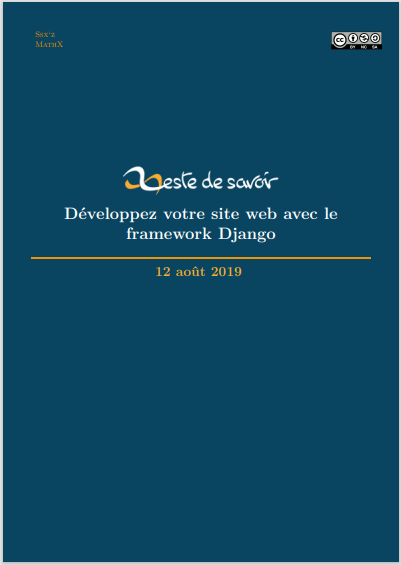 Ssx'z
MathX
cc BY NC SA
Zeste de savoir
Développez votre site web avec le
framework Django
12 août 2019